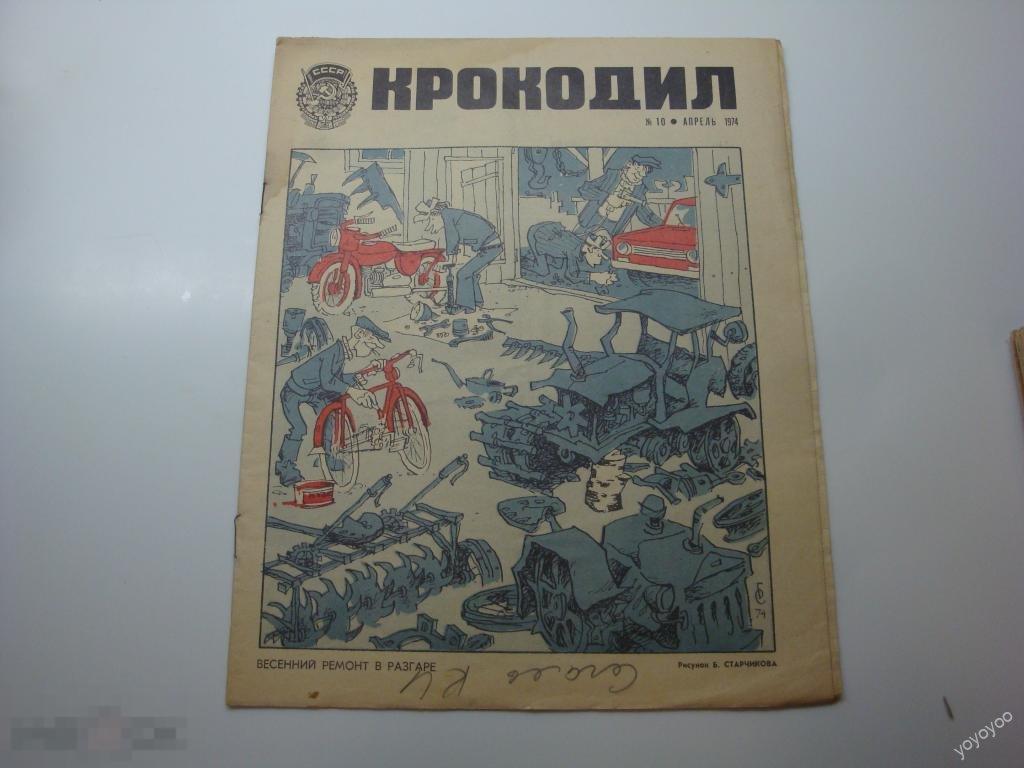 СССР
КРОКОДИЛ
№ 10 ● АПРЕЛЬ 1974
БС
74
ВЕСЕННИЙ РЕМОНТ В РАЗГАРЕ
Рисунок Б. СТАРЧИКОВА
yoyoyoo